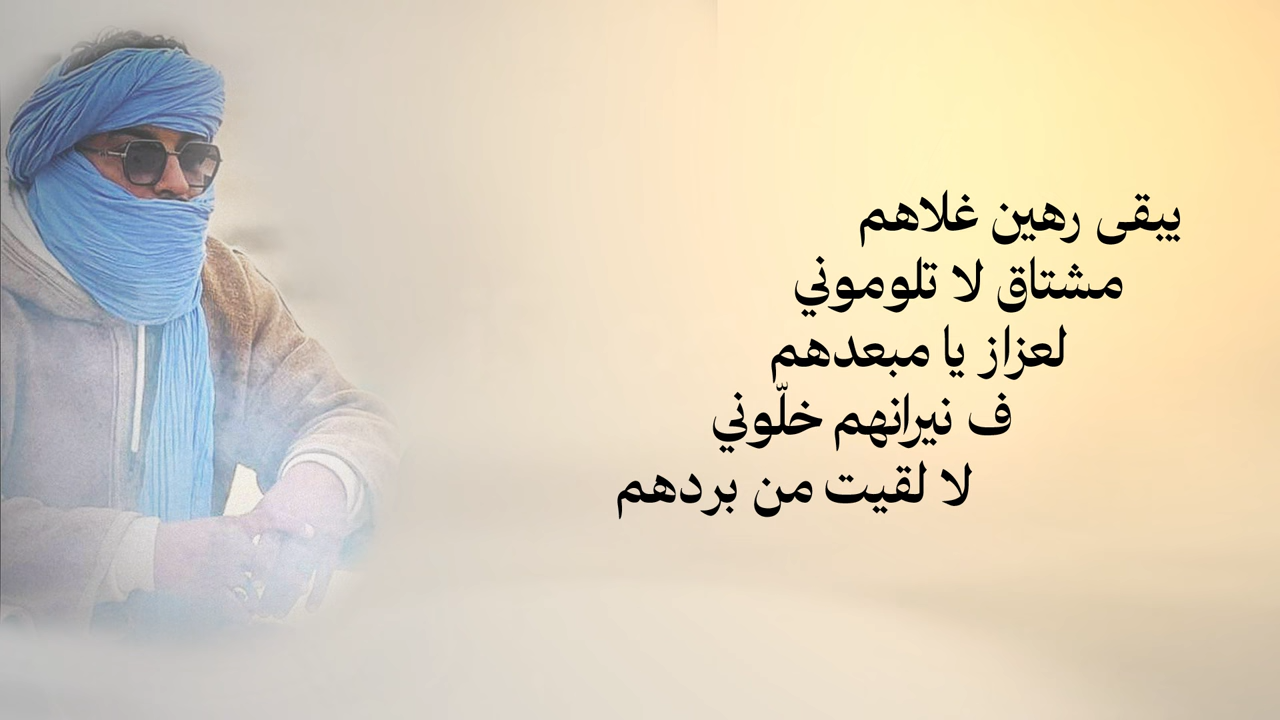 يبقى رهين غلاهم
مشتاق لا تلوموني
لعزاز يا مبعدهم
ف نيرانهم خلّوني
لا لقيت من بردهم